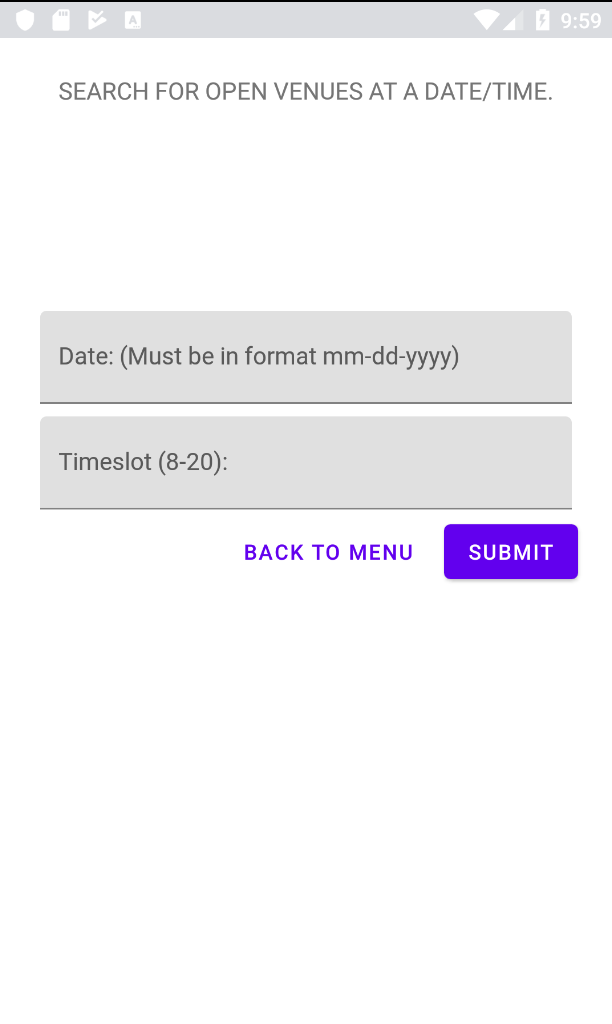 9:59
SEARCH FOR OPEN VENUES AT A DATE/TIME.
Date: (Must be in format mm-dd-yyyy)
Timeslot (8-20):
BACK TO MENU SUBMIT